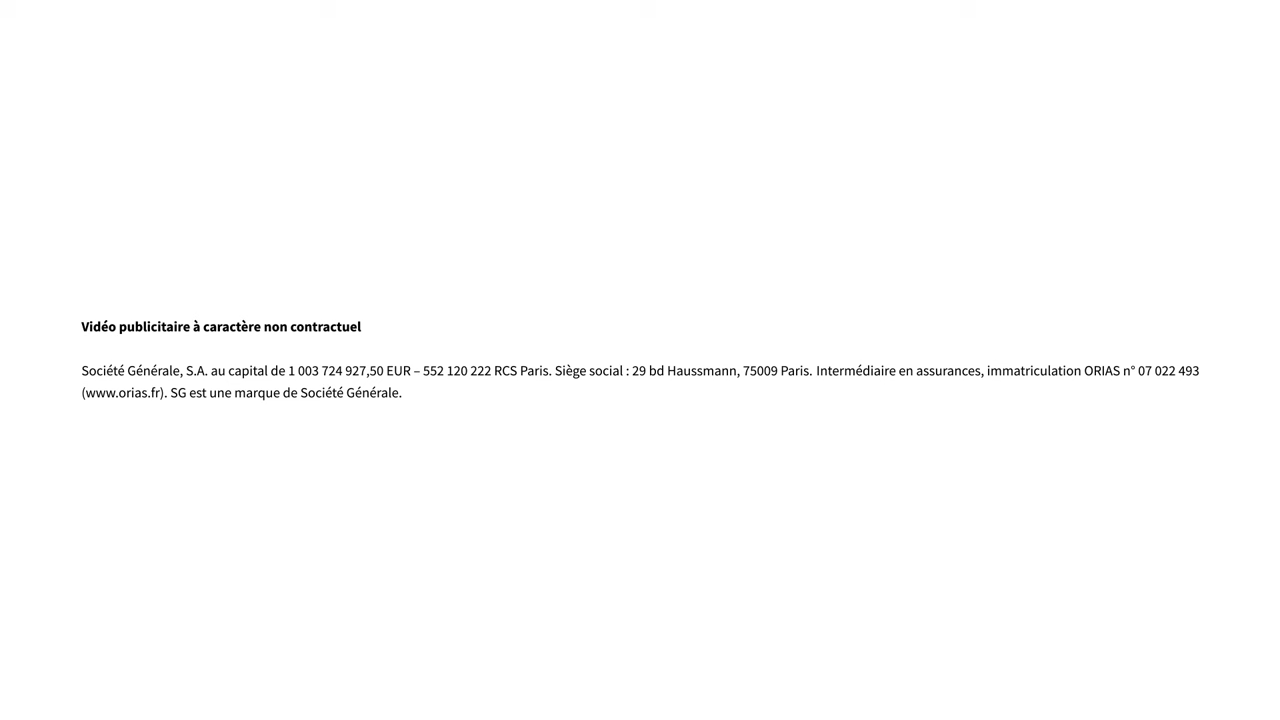 Vidéo publicitaire à caractère non contractuel
Société Générale, S.A. au capital de 1 003 724 927,50 EUR – 552 120 222 RCS Paris. Siège social : 29 bd Haussmann, 75009 Paris. Intermédiaire en assurances, immatriculation ORIAS n° 07 022 493
(www.orias.fr). SG est une marque de Société Générale.